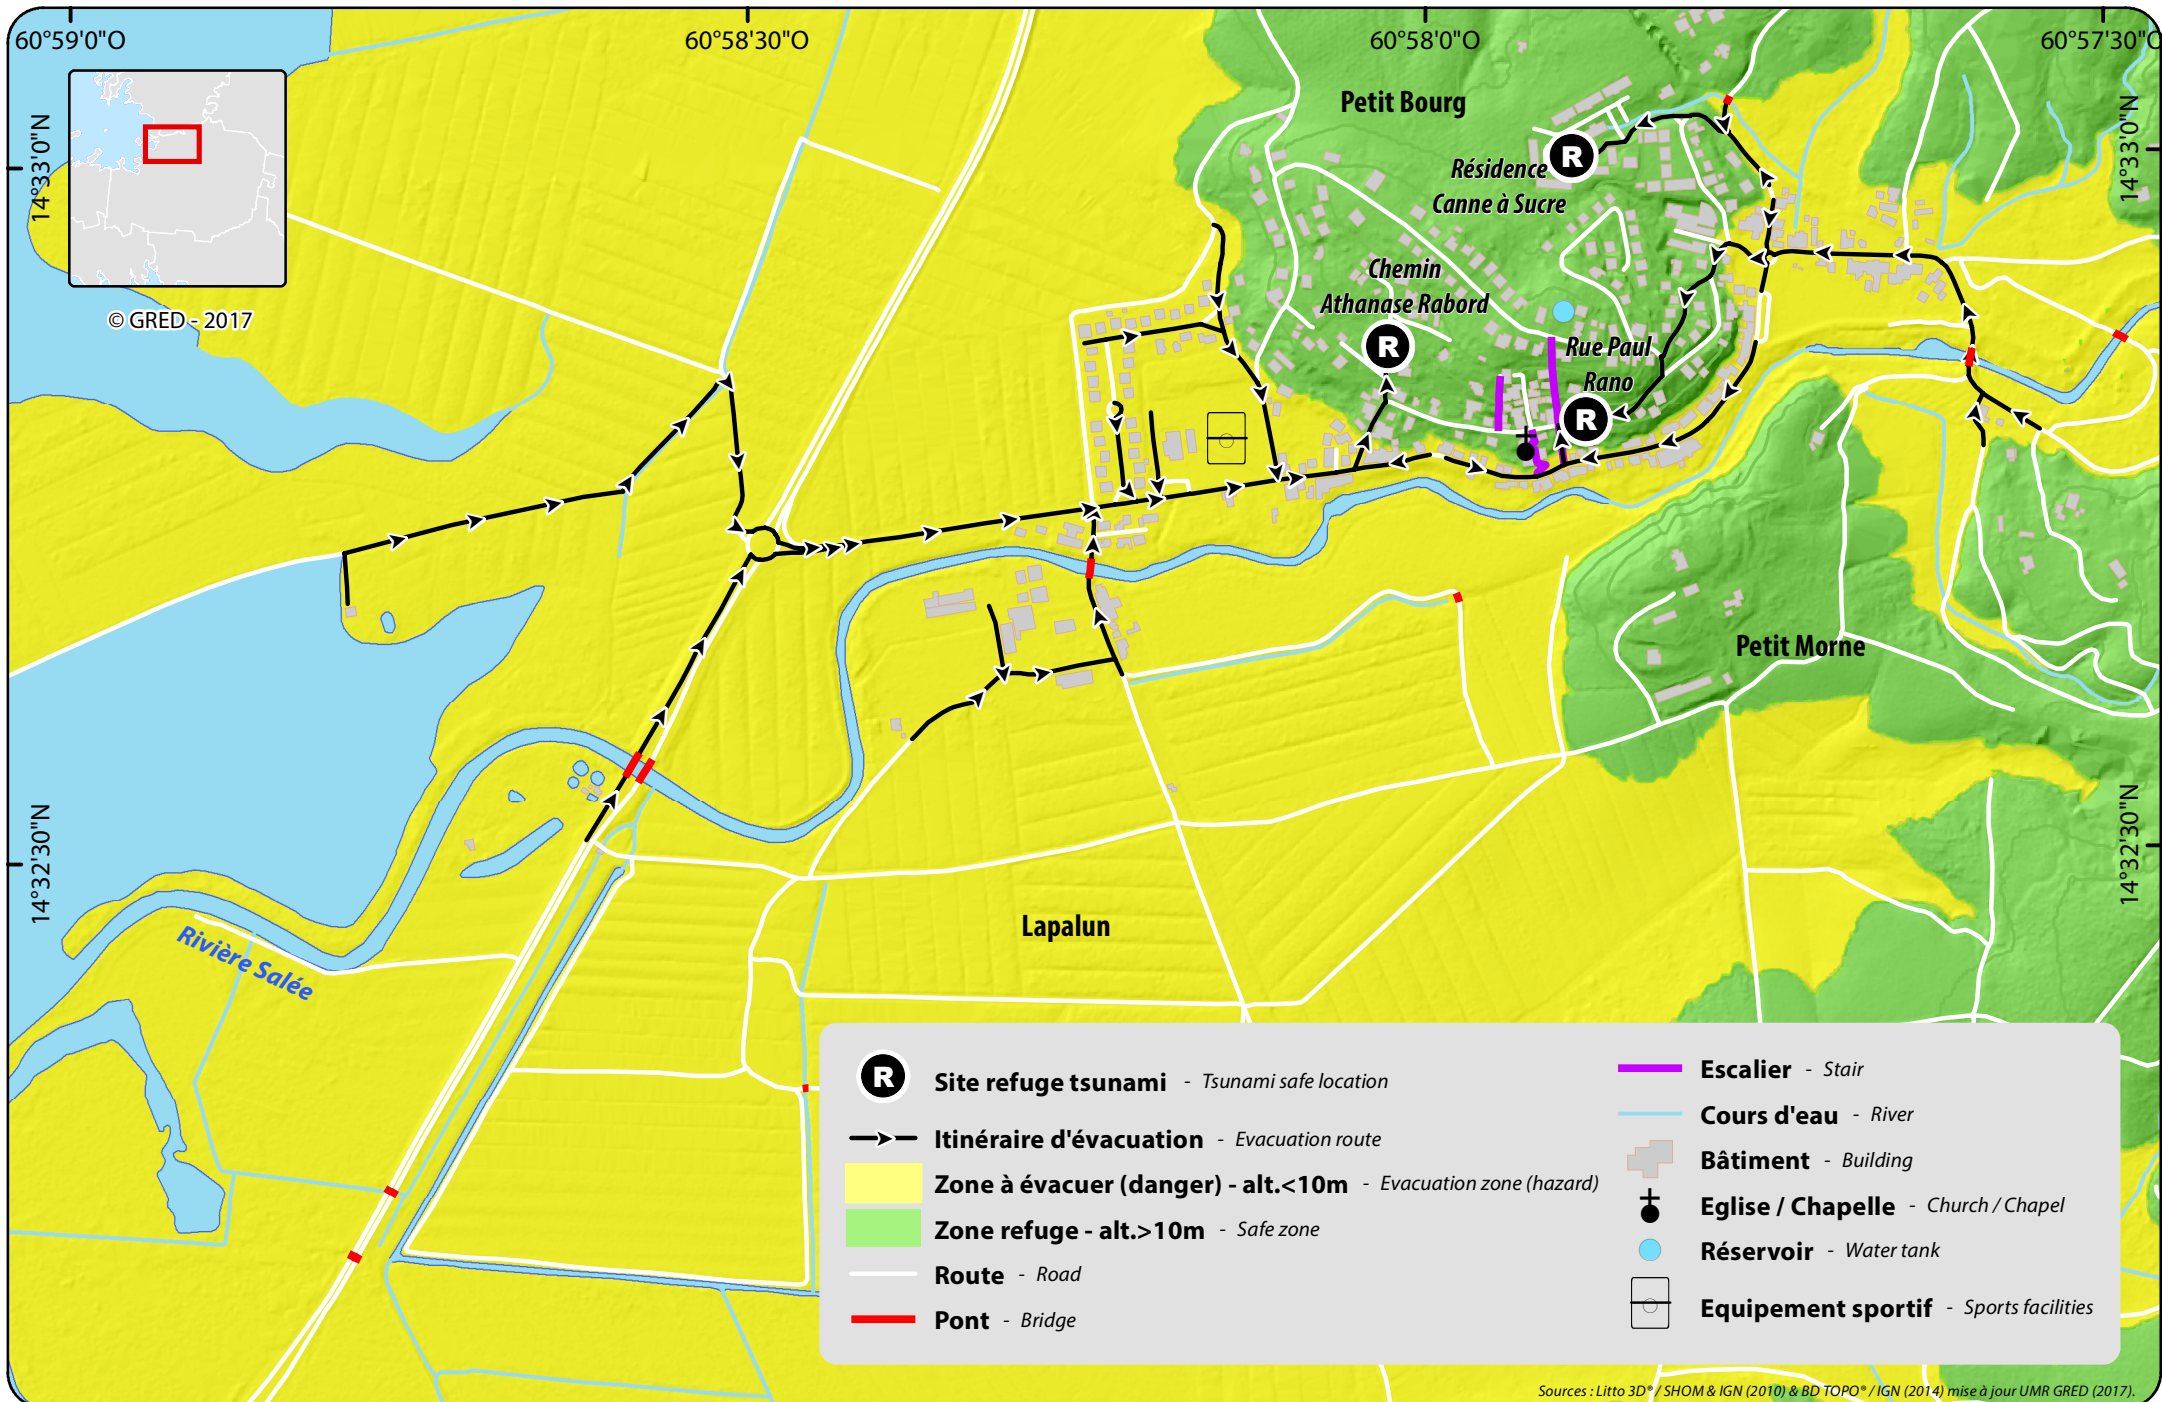 60°59'0"O
60°58'30"O
60°58'0"O
60°57'30"O
14°33'0"N
14°33'0"N
© GRED - 2017
Petit Bourg
Résidence
Canne à Sucre
Chemin
Athanase Rabord
Rue Paul
Rano
R
R
R
Petit Morne
14°32'30"N
14°32'30"N
Lapalun
Rivière Salée
R
Site refuge tsunami - Tsunami safe location
Itinéraire d'évacuation - Evacuation route
Zone à évacuer (danger) - alt.<10m - Evacuation zone (hazard)
Zone refuge - alt.>10m - Safe zone
Route - Road
Pont - Bridge
Escalier - Stair
Cours d'eau - River
Bâtiment - Building
Eglise / Chapelle - Church / Chapel
Réservoir - Water tank
Equipement sportif - Sports facilities
Sources : Litto 3D® / SHOM & IGN (2010) & BD TOPO® / IGN (2014) mise à jour UMR GRED (2017).